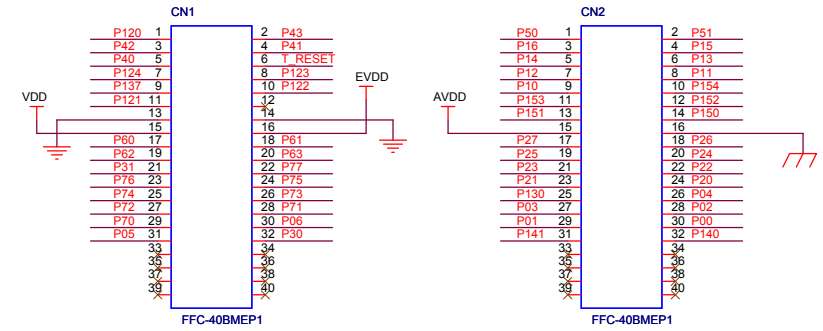 CN1
P120 1 2 P43
P42 3 4 P41
P40 5 6 T_RESET
P124 7 8 P123
P137 9 10 P122
P121 11 12
VDD
EVDD
13 14
15 16
P60 17 18 P61
P62 19 20 P63
P31 21 22 P77
P76 23 24 P75
P74 25 26 P73
P72 27 28 P71
P70 29 30 P06
P05 31 32 P30
33 34
35 36
37 38
39 40
FFC-40BMEP1
CN2
P50 1 2 P51
P16 3 4 P15
P14 5 6 P13
P12 7 8 P11
P10 9 10 P154
P153 11 12 P152
P151 13 14 P150
AVDD
15 16
P27 17 18 P26
P25 19 20 P24
P23 21 22 P22
P21 23 24 P20
P130 25 26 P04
P03 27 28 P02
P01 29 30 P00
P141 31 32 P140
33 34
35 36
37 38
39 40
FFC-40BMEP1